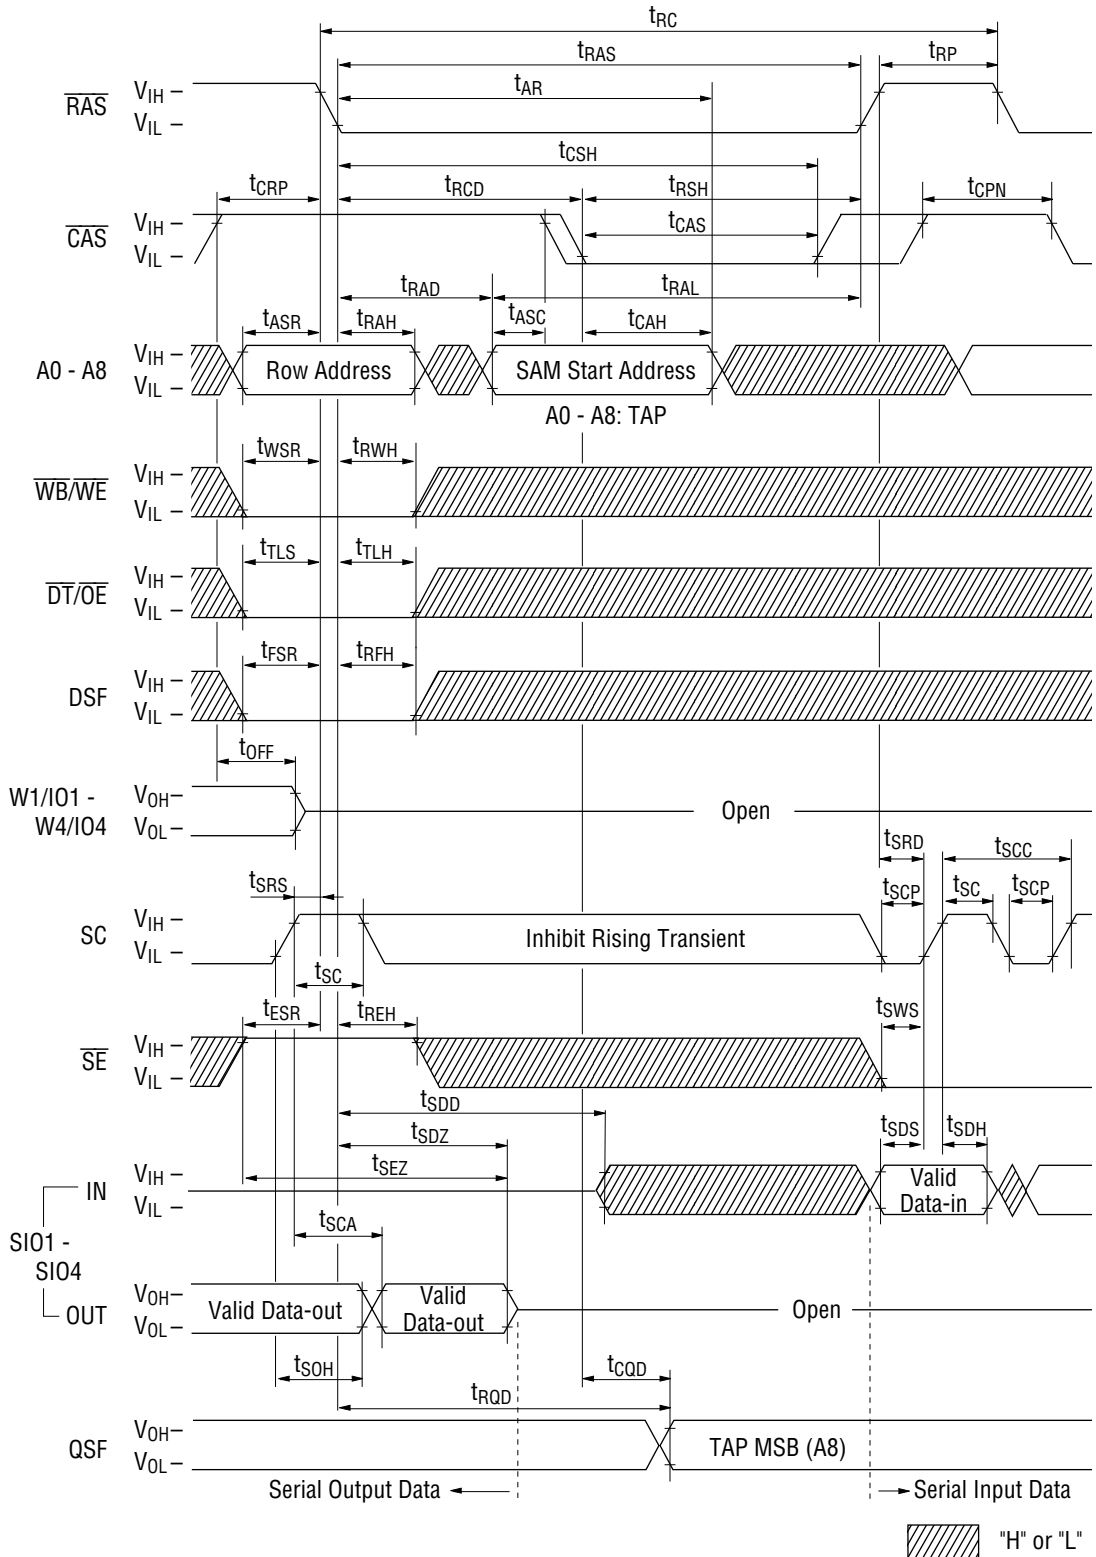 tRC
tRAS
tRP
tAR
RAS
VIH
VIL
tCSH
tCRP
tRCD
tRSH
tCPN
CAS
VIH
VIL
tCAS
tRAD
tRAL
tASR
tRAH
tASC
tCAH
A0 - A8
VIH
VIL
Row Address
SAM Start Address
A0 - A8: TAP
tWSR
tRWH
WB/WE
VIH
VIL
tTLS
tTLH
DT/OE
VIH
VIL
tFSR
tRFH
DSF
VIH
VIL
tOFF
W1/IO1 -
W4/IO4
VOH
VOL
Open
tSRD
tSCC
tSRS
tSCP
tSC
tSCP
SC
VIH
VIL
Inhibit Rising Transient
tSC
tESR
tREH
tSWS
SE
VIH
VIL
tSDD
tSDZ
tSEZ
tSDS
tSDH
IN
VIH
VIL
Valid
Data-in
tSCA
SIO1 -
SIO4
OUT
VOH
VOL
Valid Data-out
Valid
Data-out
Open
tSOH
tCQD
tRQD
QSF
VOH
VOL
TAP MSB (A8)
Serial Output Data
Serial Input Data
"H" or "L"